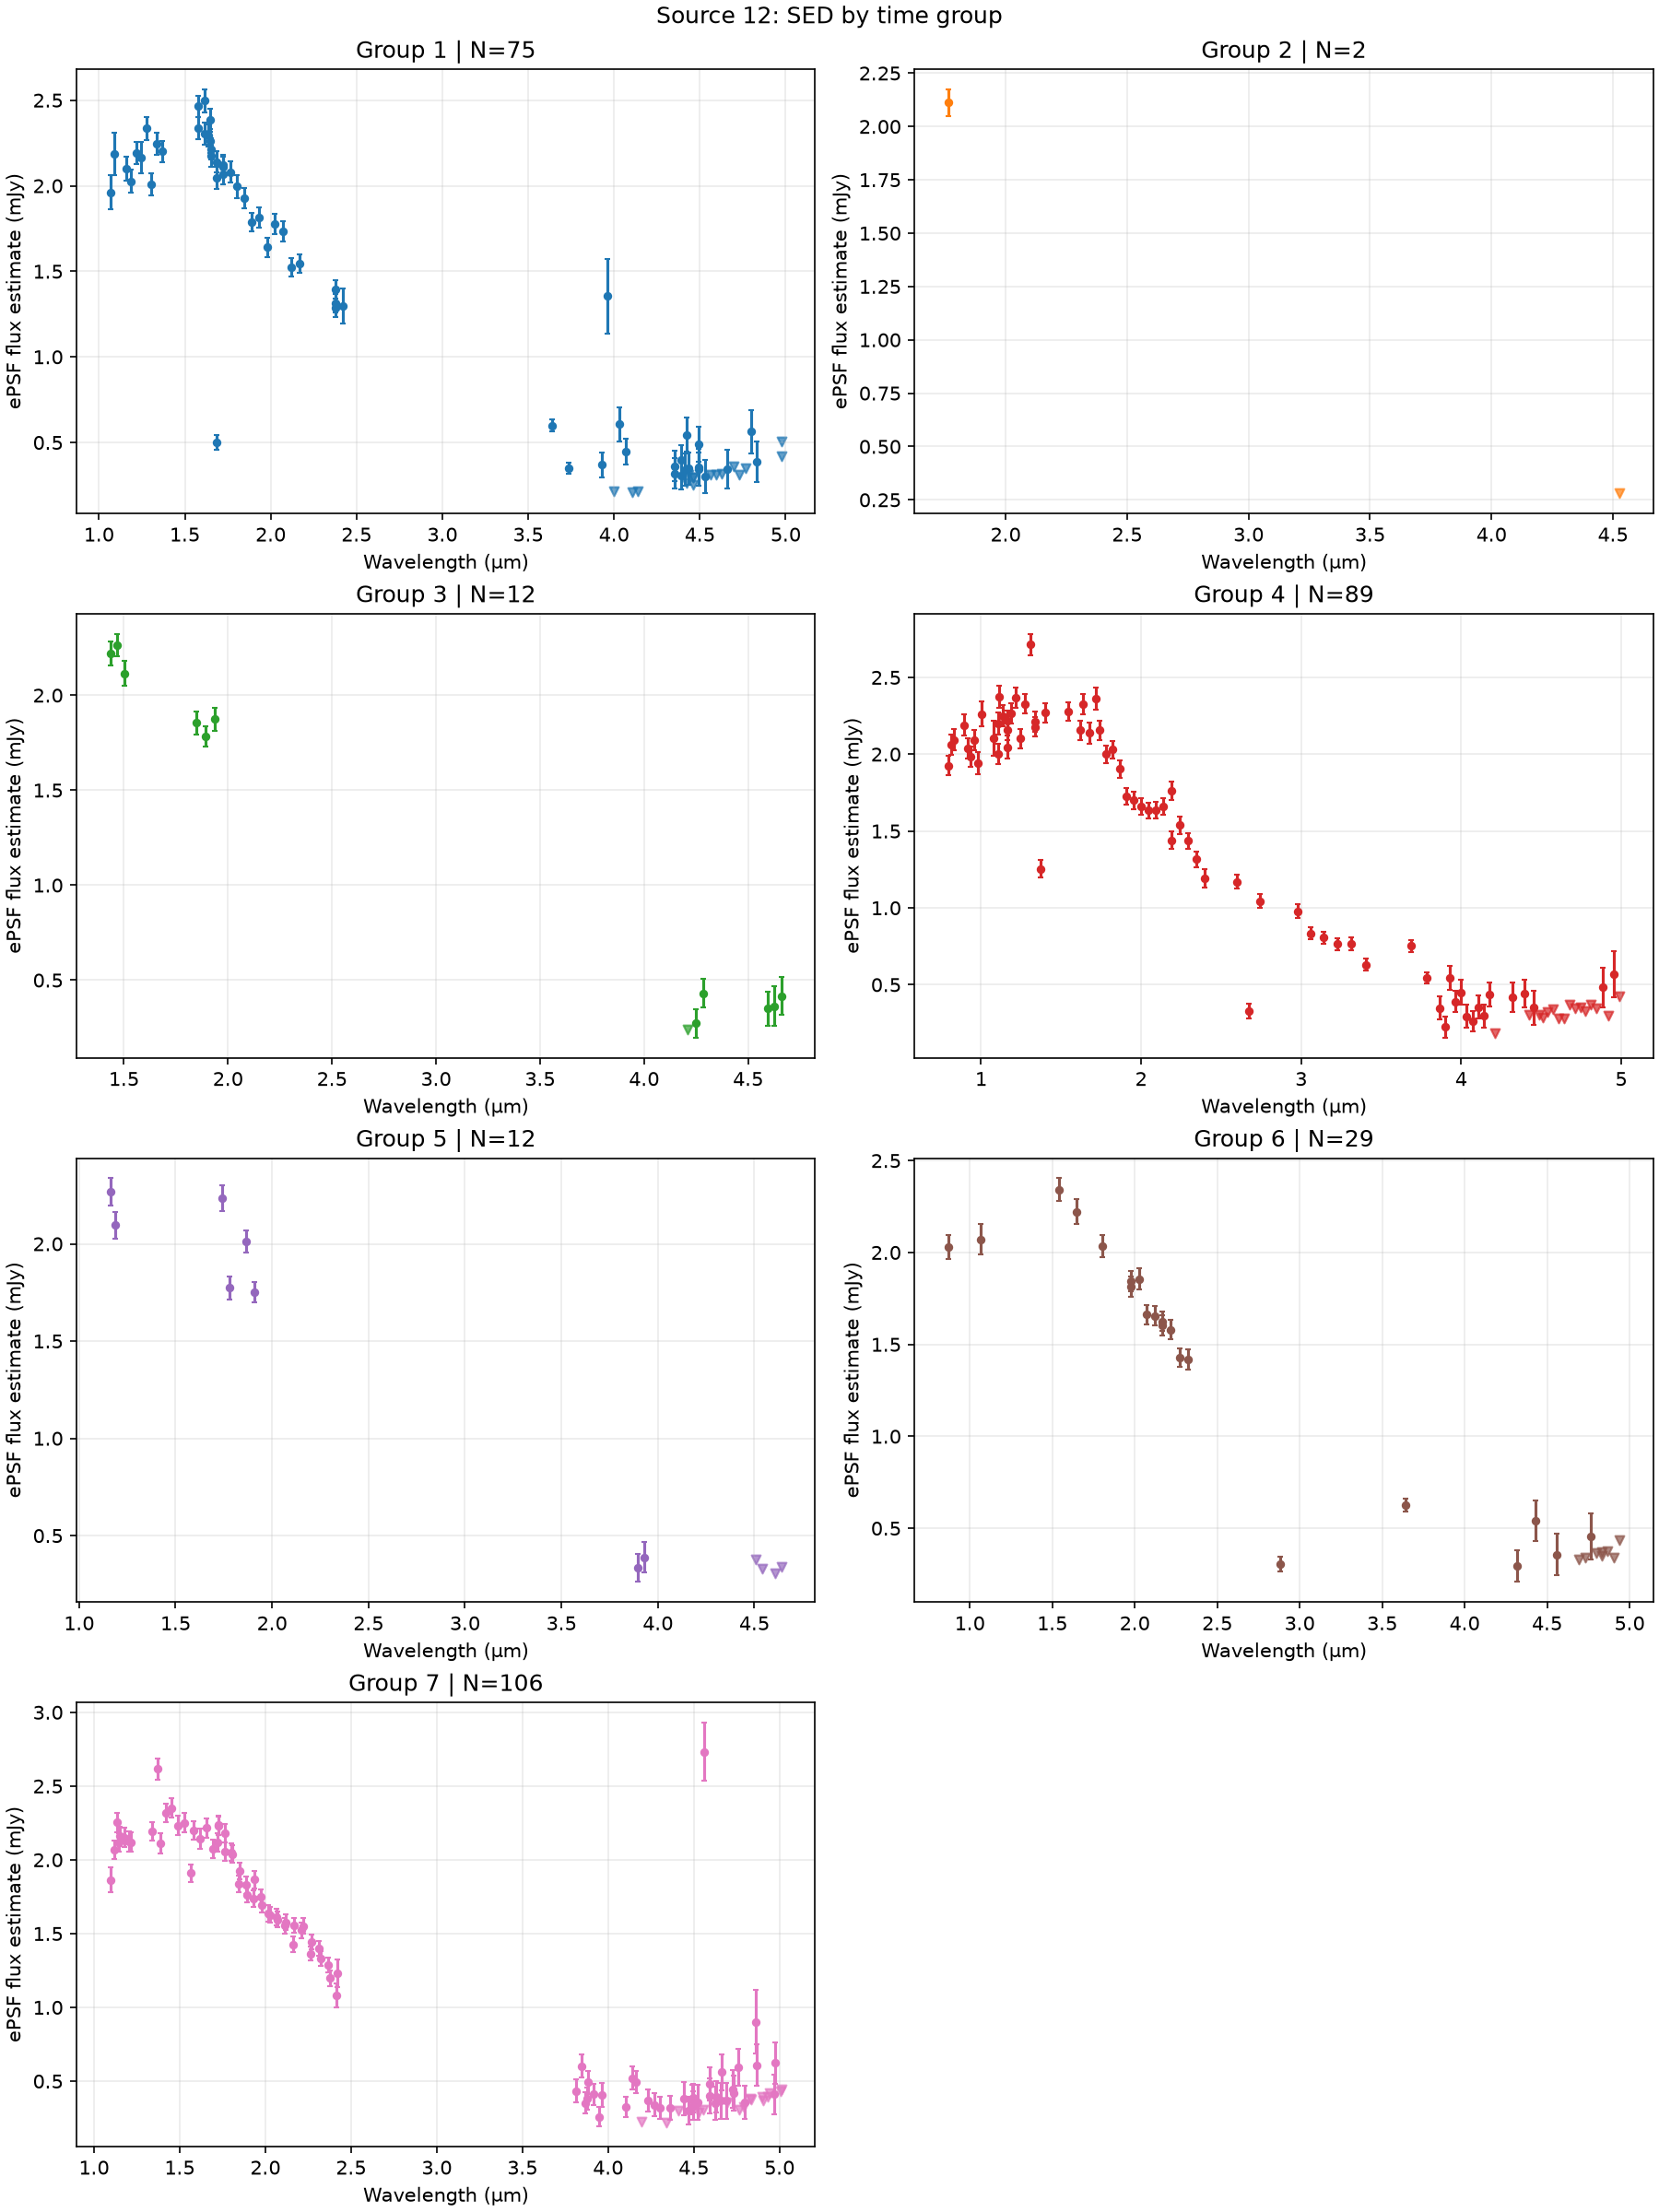 Source 12: SED by time group
Group 1 | N=75
ePSF flux estimate (mJy)
2.5
2.0
1.5
1.0
0.5
1.0 1.5 2.0 2.5 3.0 3.5 4.0 4.5 5.0
Wavelength (μm)
Group 2 | N=2
ePSF flux estimate (mJy)
2.25
2.00
1.75
1.50
1.25
1.00
0.75
0.50
0.25
2.0 2.5 3.0 3.5 4.0 4.5
Wavelength (μm)
Group 3 | N=12
ePSF flux estimate (mJy)
2.0
1.5
1.0
0.5
1.5 2.0 2.5 3.0 3.5 4.0 4.5
Wavelength (μm)
Group 4 | N=89
ePSF flux estimate (mJy)
2.5
2.0
1.5
1.0
0.5
1 2 3 4 5
Wavelength (μm)
Group 5 | N=12
ePSF flux estimate (mJy)
2.0
1.5
1.0
0.5
1.0 1.5 2.0 2.5 3.0 3.5 4.0 4.5
Wavelength (μm)
Group 6 | N=29
ePSF flux estimate (mJy)
2.5
2.0
1.5
1.0
0.5
1.0 1.5 2.0 2.5 3.0 3.5 4.0 4.5 5.0
Wavelength (μm)
Group 7 | N=106
ePSF flux estimate (mJy)
3.0
2.5
2.0
1.5
1.0
0.5
1.0 1.5 2.0 2.5 3.0 3.5 4.0 4.5 5.0
Wavelength (μm)